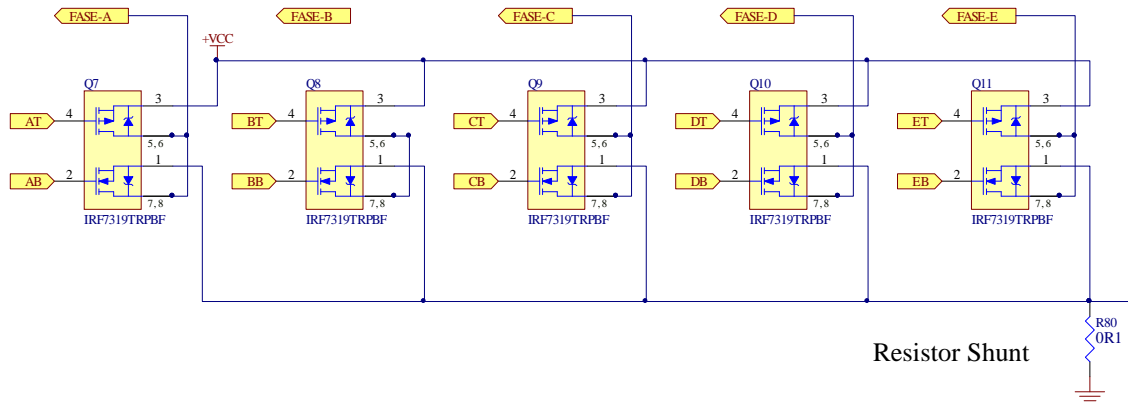 FASE-A FASE-B FASE-C FASE-D FASE-E
+VCC
Q7 Q8 Q9 Q10 Q11
3 3 3 3 3
AT 4 BT 4 CT 4 DT 4 ET 4
5,6 5,6 5,6 5,6 5,6
1 1 1 1 1
AB 2 BB 2 CB 2 DB 2 EB 2
7,8 7,8 7,8 7,8 7,8
IRF7319TRPBF IRF7319TRPBF IRF7319TRPBF IRF7319TRPBF IRF7319TRPBF
R80
0R1
Resistor Shunt